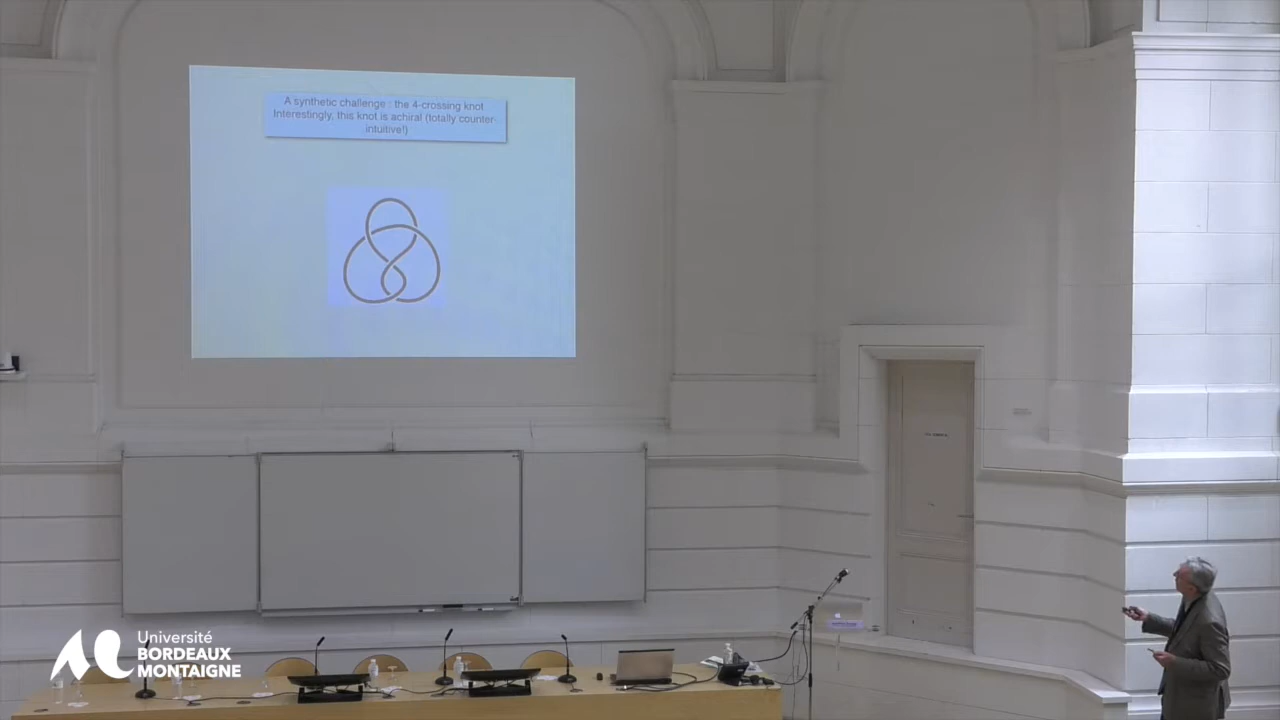 A synthetic challenge : the 4-crossing knot
Interestingly, this knot is achiral (totally counter-
intuitive!)
Université
BORDEAUX
MONTAIGNE